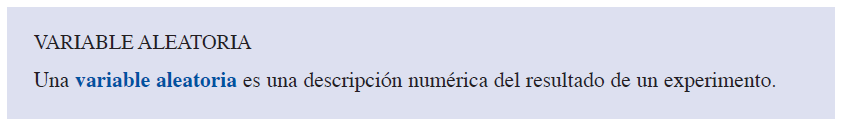 VARIABLE ALEATORIA
Una variable aleatoria es una descripción numérica del resultado de un experimento.